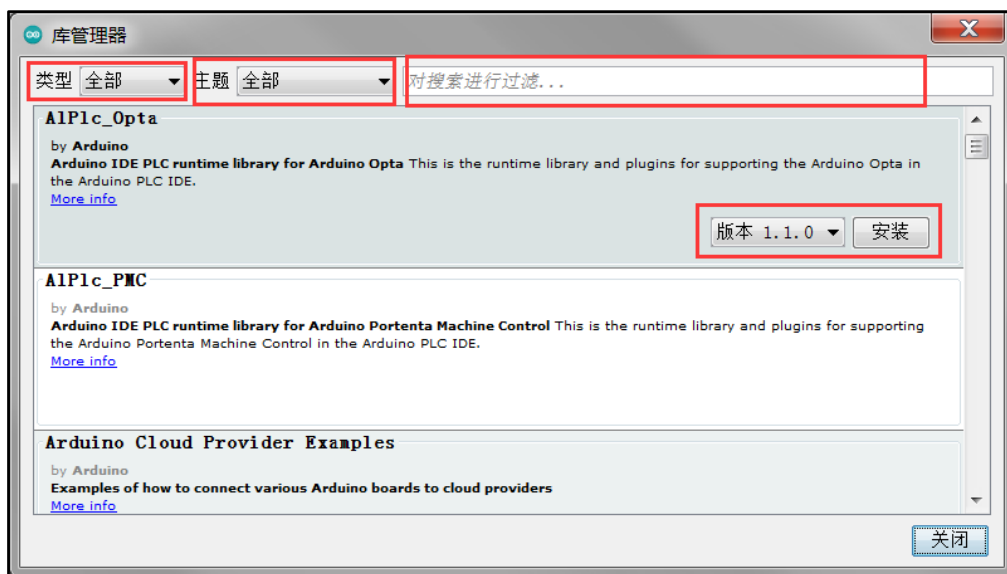 库管理器
类型 全部 主题 全部 对搜索进行过滤...
AlPlc_Opta
by Arduino
Arduino IDE PLC runtime library for Arduino Opta This is the runtime library and plugins for supporting the Arduino Opta in
the Arduino PLC IDE.
More info
版本 1.1.0 安装
AlPlc_PMC
by Arduino
Arduino IDE PLC runtime library for Arduino Portenta Machine Control This is the runtime library and plugins for supporting
the Arduino Portenta Machine Control in the Arduino PLC IDE.
More info
Arduino Cloud Provider Examples
by Arduino
Examples of how to connect various Arduino boards to cloud providers
More info
关闭